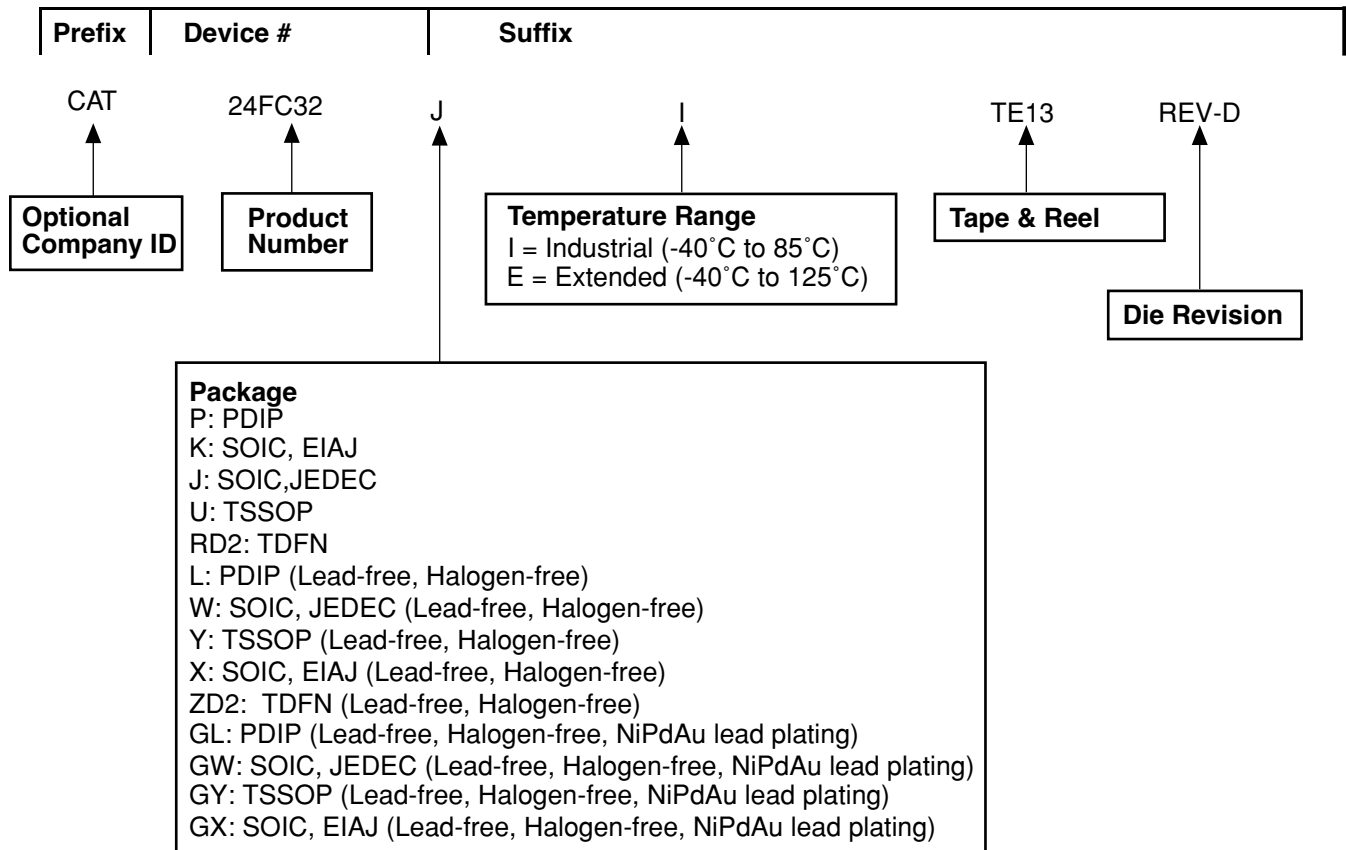 Prefix Device # Suffix
CAT 24FC32 J I TE13 REV-D
Optional
Company ID
Product
Number
Temperature Range
I = Industrial (-40˚C to 85˚C)
E = Extended (-40˚C to 125˚C)
Tape & Reel
Die Revision
Package
P: PDIP
K: SOIC, EIAJ
J: SOIC,JEDEC
U: TSSOP
RD2: TDFN
L: PDIP (Lead-free, Halogen-free)
W: SOIC, JEDEC (Lead-free, Halogen-free)
Y: TSSOP (Lead-free, Halogen-free)
X: SOIC, EIAJ (Lead-free, Halogen-free)
ZD2: TDFN (Lead-free, Halogen-free)
GL: PDIP (Lead-free, Halogen-free, NiPdAu lead plating)
GW: SOIC, JEDEC (Lead-free, Halogen-free, NiPdAu lead plating)
GY: TSSOP (Lead-free, Halogen-free, NiPdAu lead plating)
GX: SOIC, EIAJ (Lead-free, Halogen-free, NiPdAu lead plating)